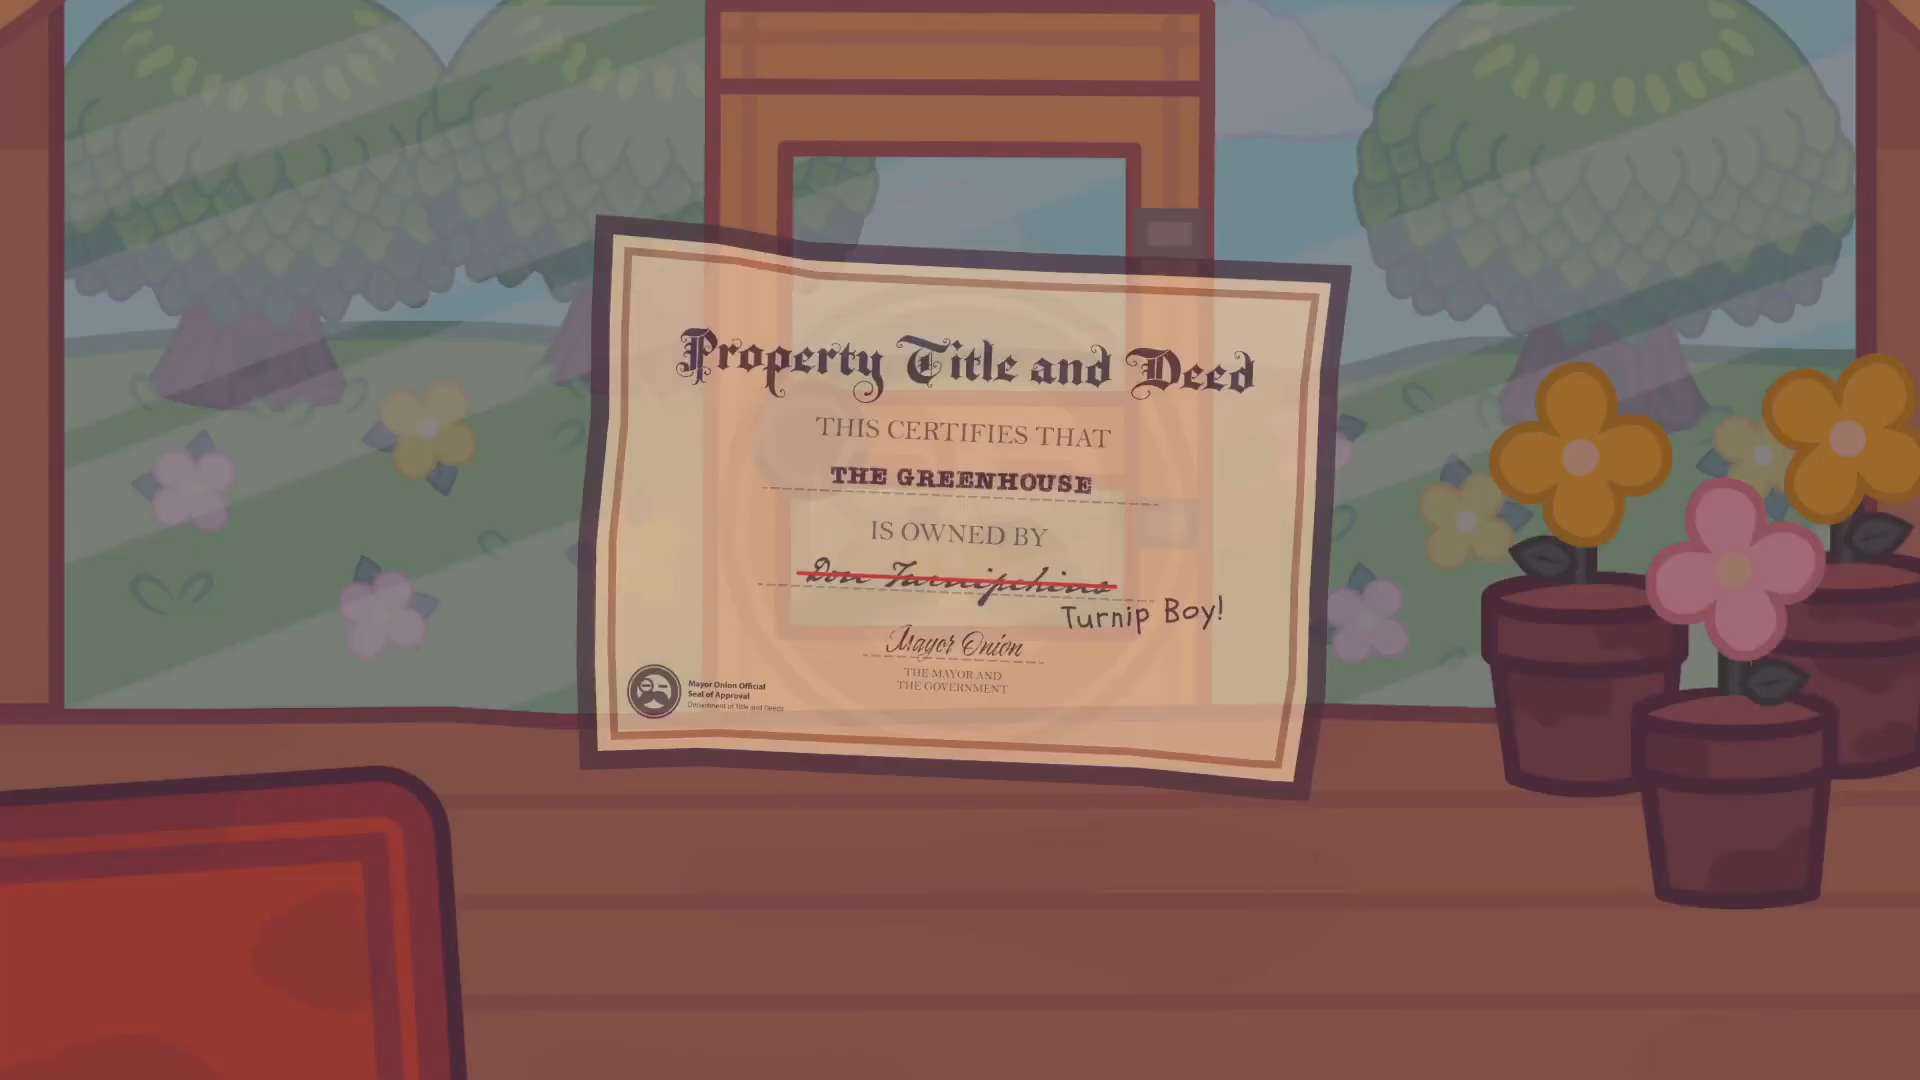 Property Title and Deed
THIS CERTIFIES THAT
THE GREENHOUSE
IS OWNED BY
Don Turnipchino
Turnip Boy!
Mayor Onion
THE MAYOR AND
THE GOVERNMENT
Mayor Onion Official
Seal of Approval
Department of Title and Deeds